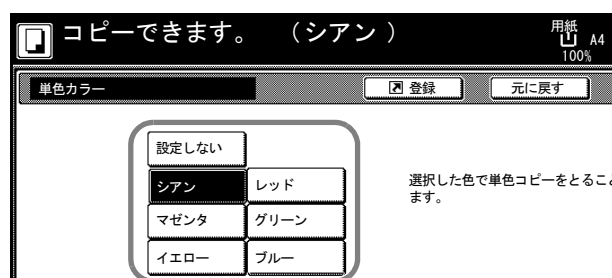 コピーできます。 （シアン ） 用紙
A4
100%
単色カラー 登録 元に戻す
設定しない
シアン レッド
マゼンタ グリーン
イエロー ブルー
選択した色で単色コピーをとるこ
ます。